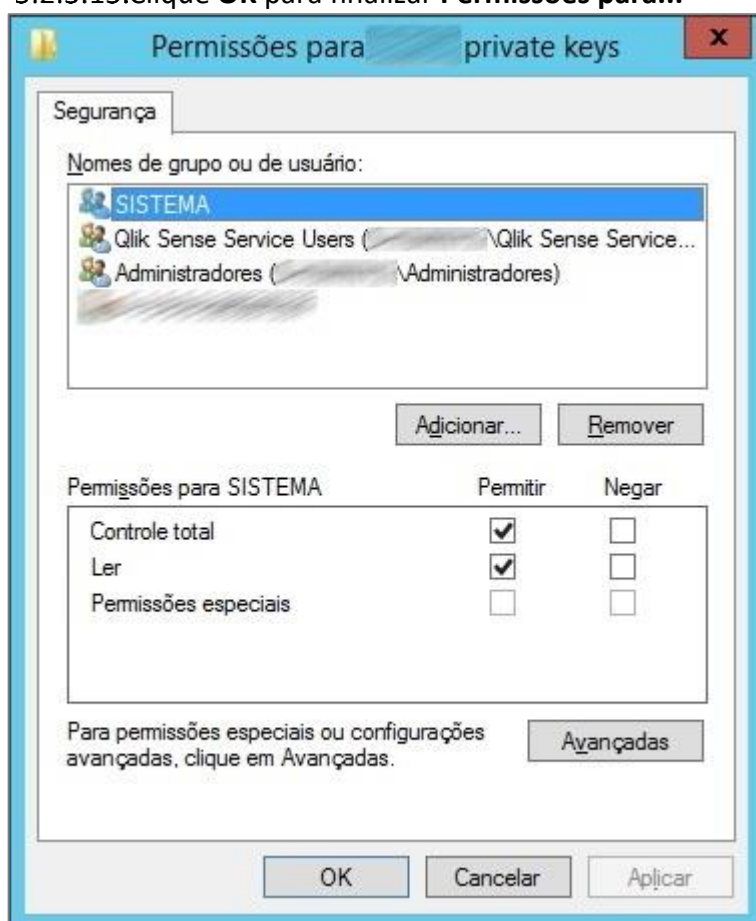 5.2.5.15.Clique OK para finalizar Permissões para...
Permissões para private keys
x
Segurança
Nomes de grupo ou de usuário:
SISTEMA
Qlik Sense Service Users ( \Qlik Sense Service...
Administradores ( \Administradores)
Adicionar... Remover
Permissões para SISTEMA Permitir Negar
Controle total
Ler
Permissões especiais
Para permissões especiais ou configurações
avançadas, clique em Avançadas.
Avançadas
OK Cancelar Aplicar